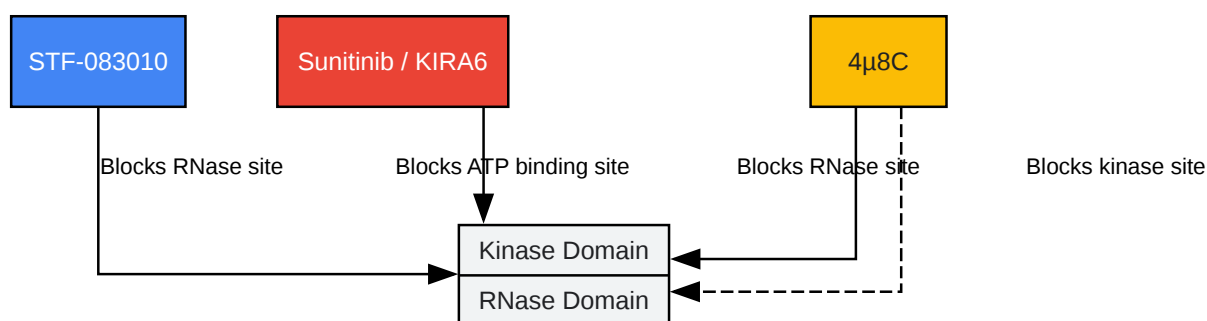 STF-083010
Sunitinib / KIRA6
4µ8C
Blocks RNase site
Blocks ATP binding site
Blocks RNase site
Blocks kinase site
Kinase Domain
RNase Domain